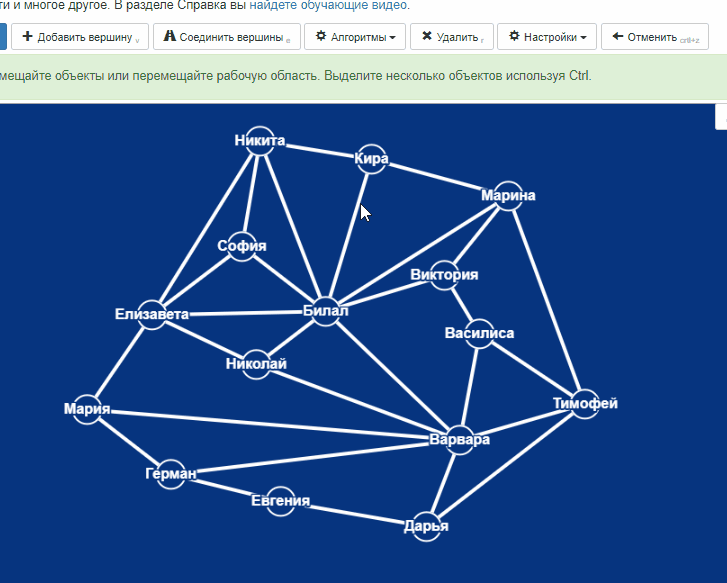 ти и многое другое. В разделе Справка вы найдете обучающие видео.
Добавить вершину v Соединить вершины e Алгоритмы Удалить r Настройки Отменить ctrl+z
мещайте объекты или перемещайте рабочую область. Выделите несколько объектов используя Ctrl.
Никита
Кира
Марина
София
Виктория
Елизавета
Билал
Василиса
Николай
Мария
Тимофей
Варвара
Герман
Евгения
Дарья